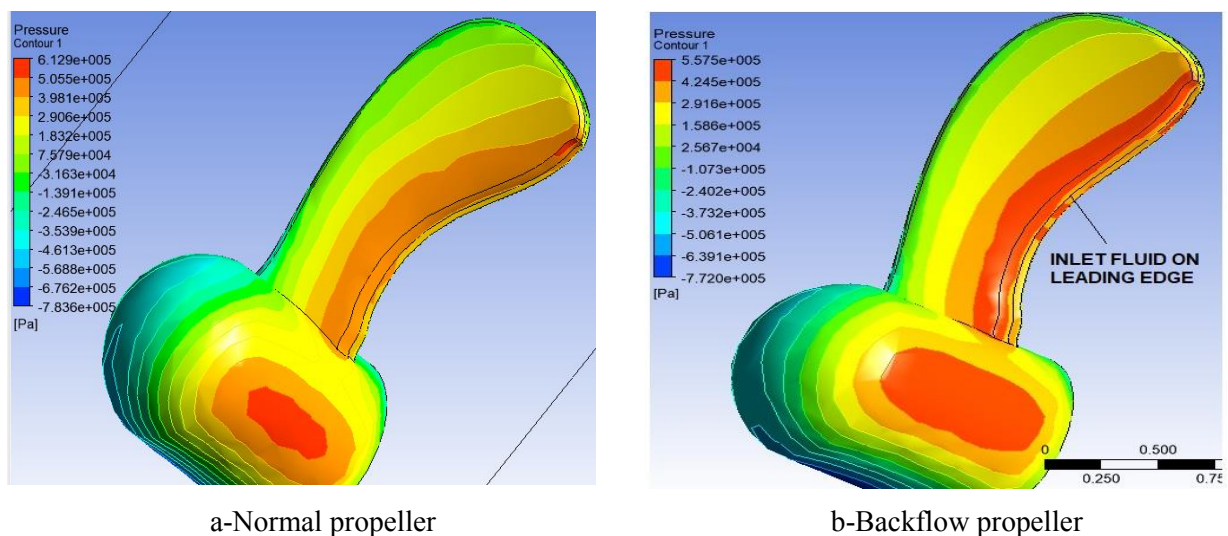 Pressure
Contour 1
6.129e+005
5.055e+005
3.981e+005
2.906e+005
1.832e+005
7.579e+004
-3.163e+004
-1.391e+005
-2.465e+005
-3.539e+005
-4.613e+005
-5.688e+005
-6.762e+005
-7.836e+005
[Pa]
a-Normal propeller
Pressure
Contour 1
5.575e+005
4.245e+005
2.916e+005
1.586e+005
2.567e+004
-1.073e+005
-2.402e+005
-3.732e+005
-5.061e+005
-6.391e+005
-7.720e+005
[Pa]
INLET FLUID ON
LEADING EDGE
0 0.500
0.250 0.75
b-Backflow propeller